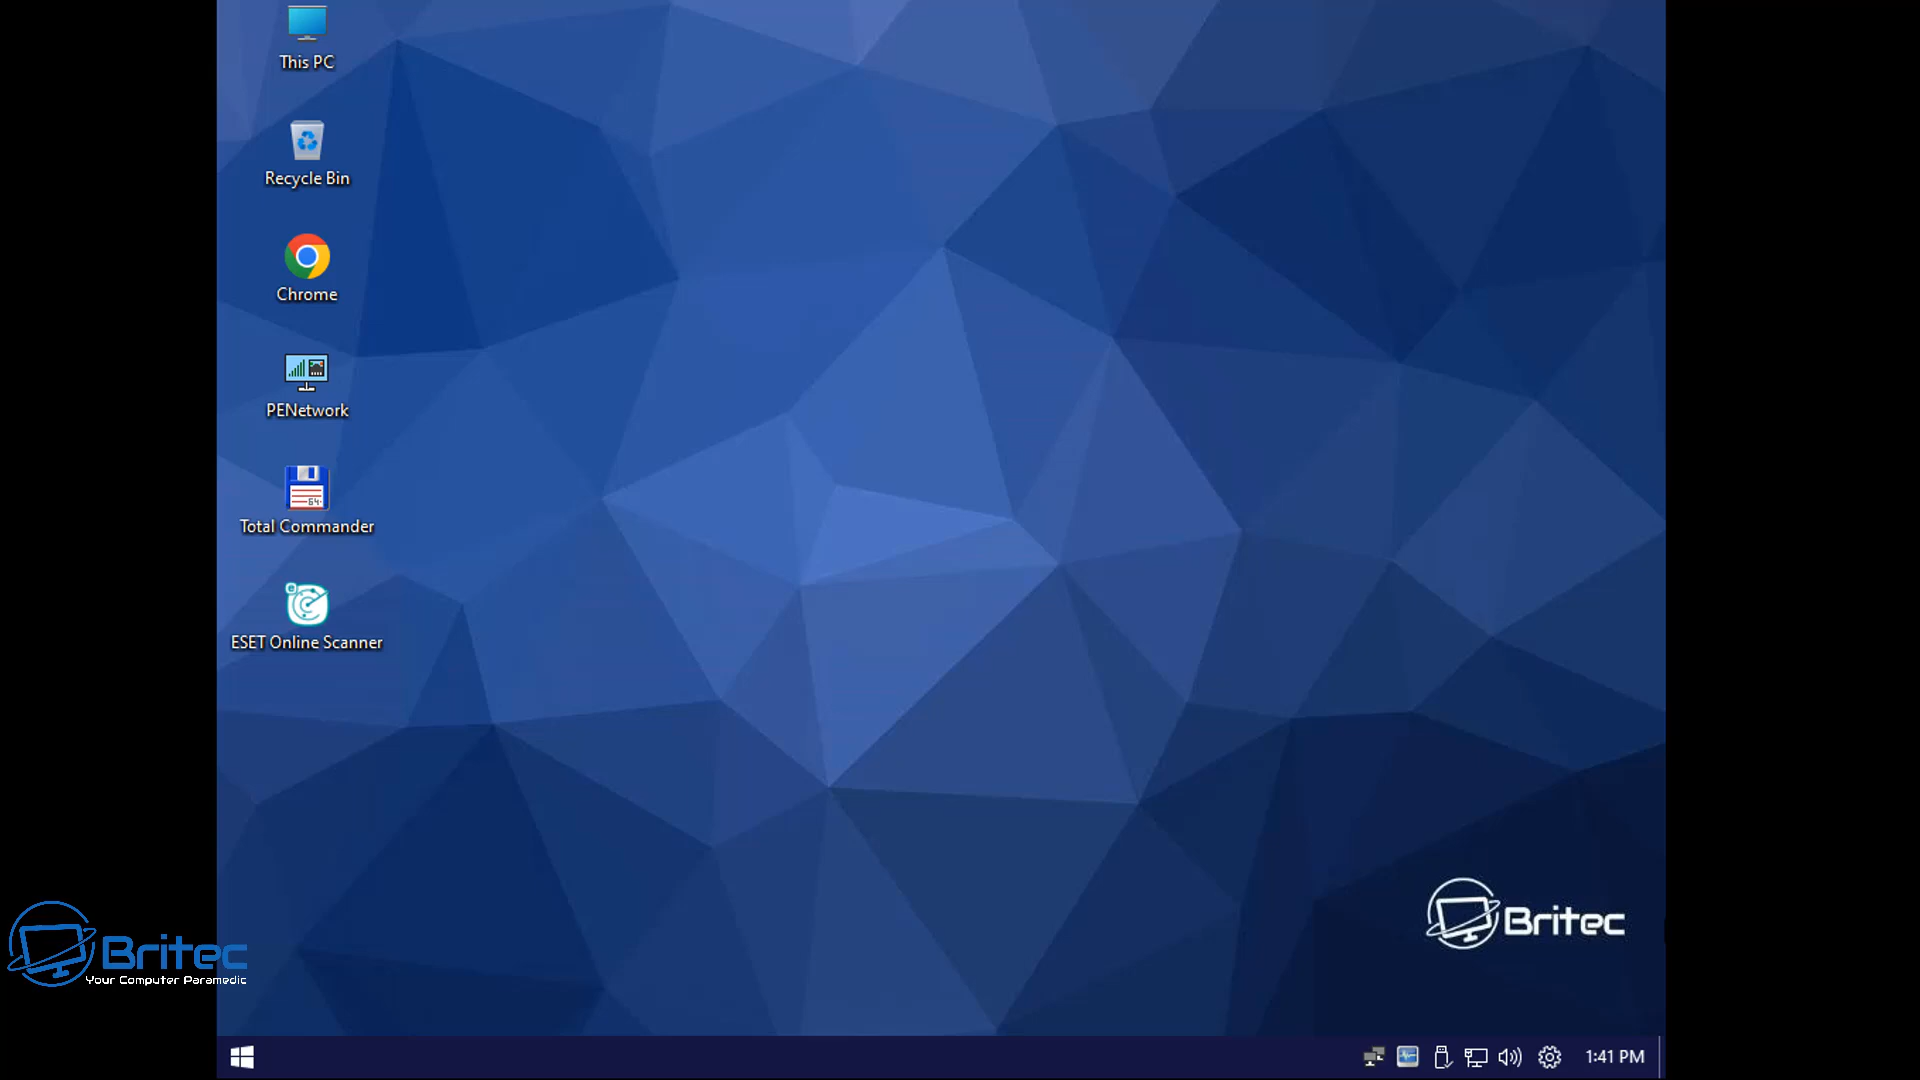 This PC
Recycle Bin
Chrome
PENetwork
64
Total Commander
ESET Online Scanner
Britec
Britec
Your Computer Paramedic
1:41 PM